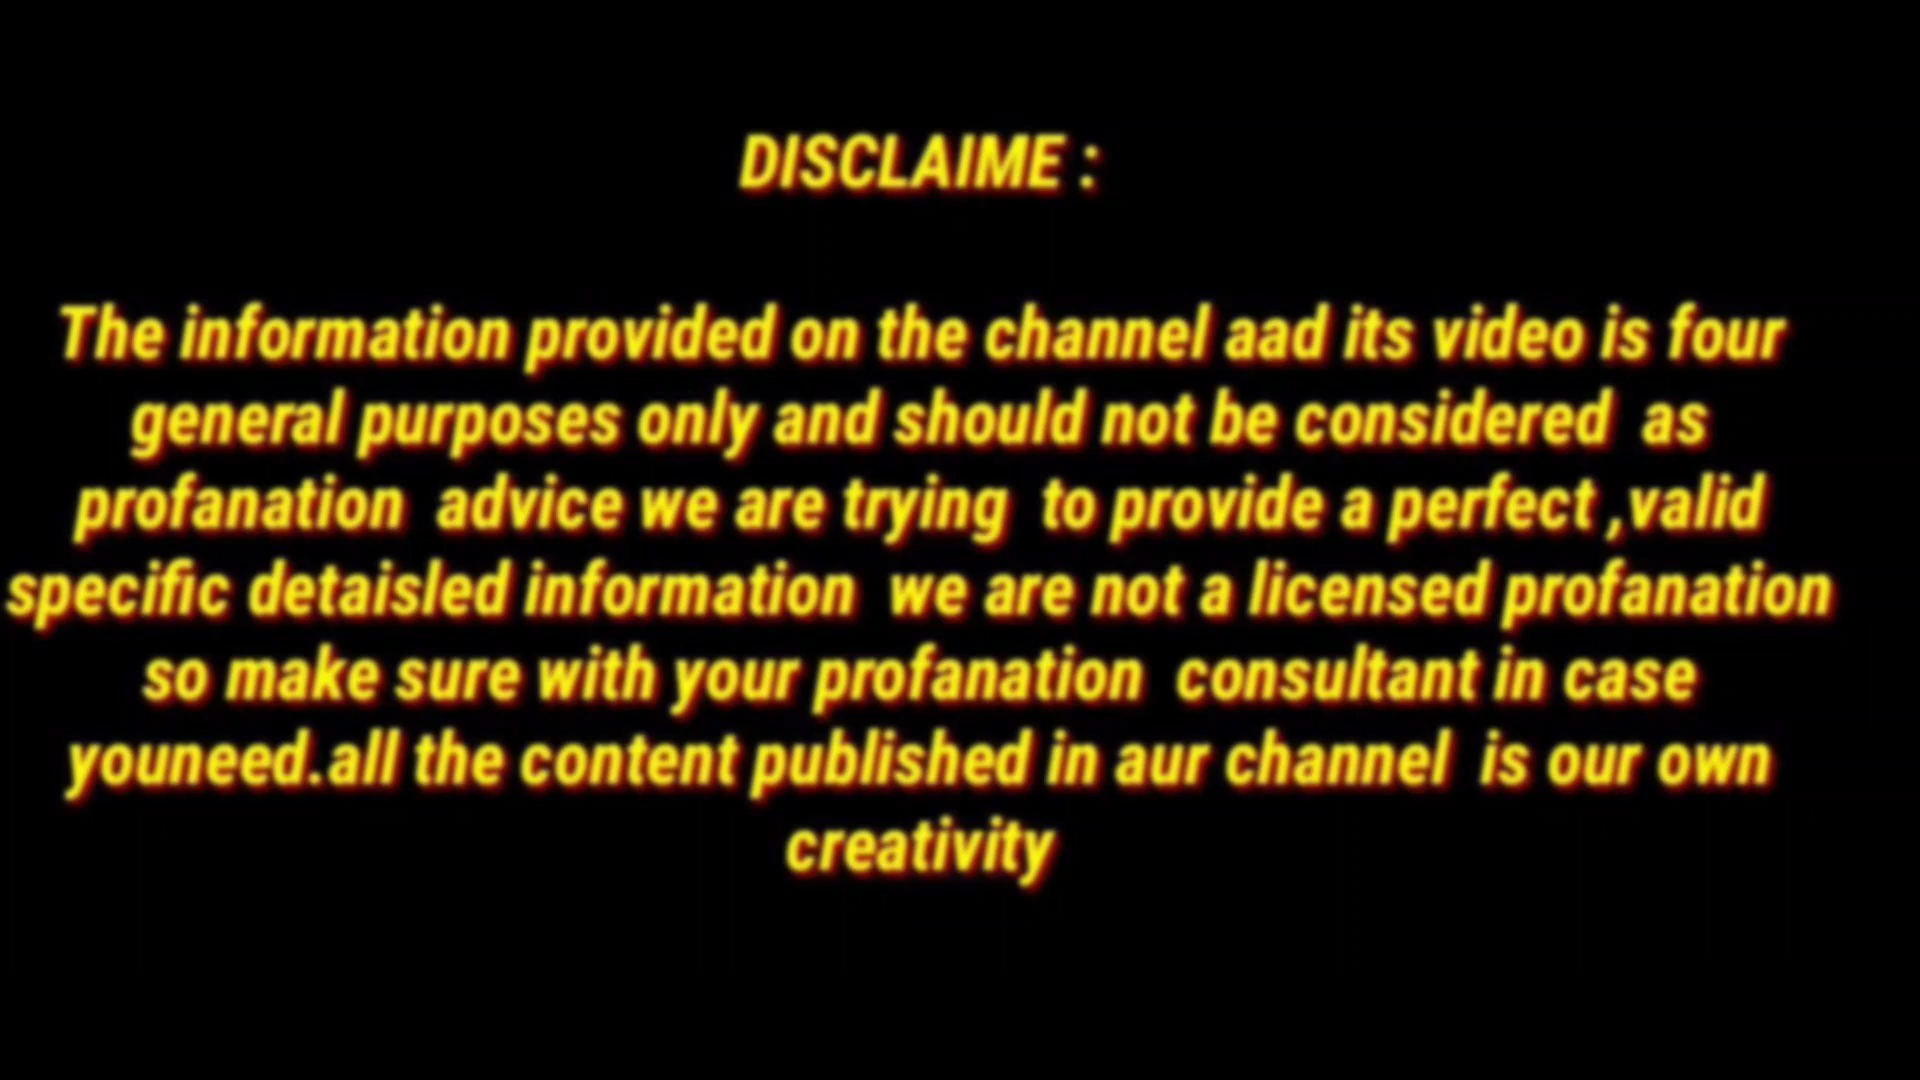 DISCLAIME :
The information provided on the channel aad its video is four
general purposes only and should not be considered as
profanation advice we are trying to provide a perfect ,valid
specific detaisled information we are not a licensed profanation
so make sure with your profanation consultant in case
youneed.all the content published in aur channel is our own
creativity